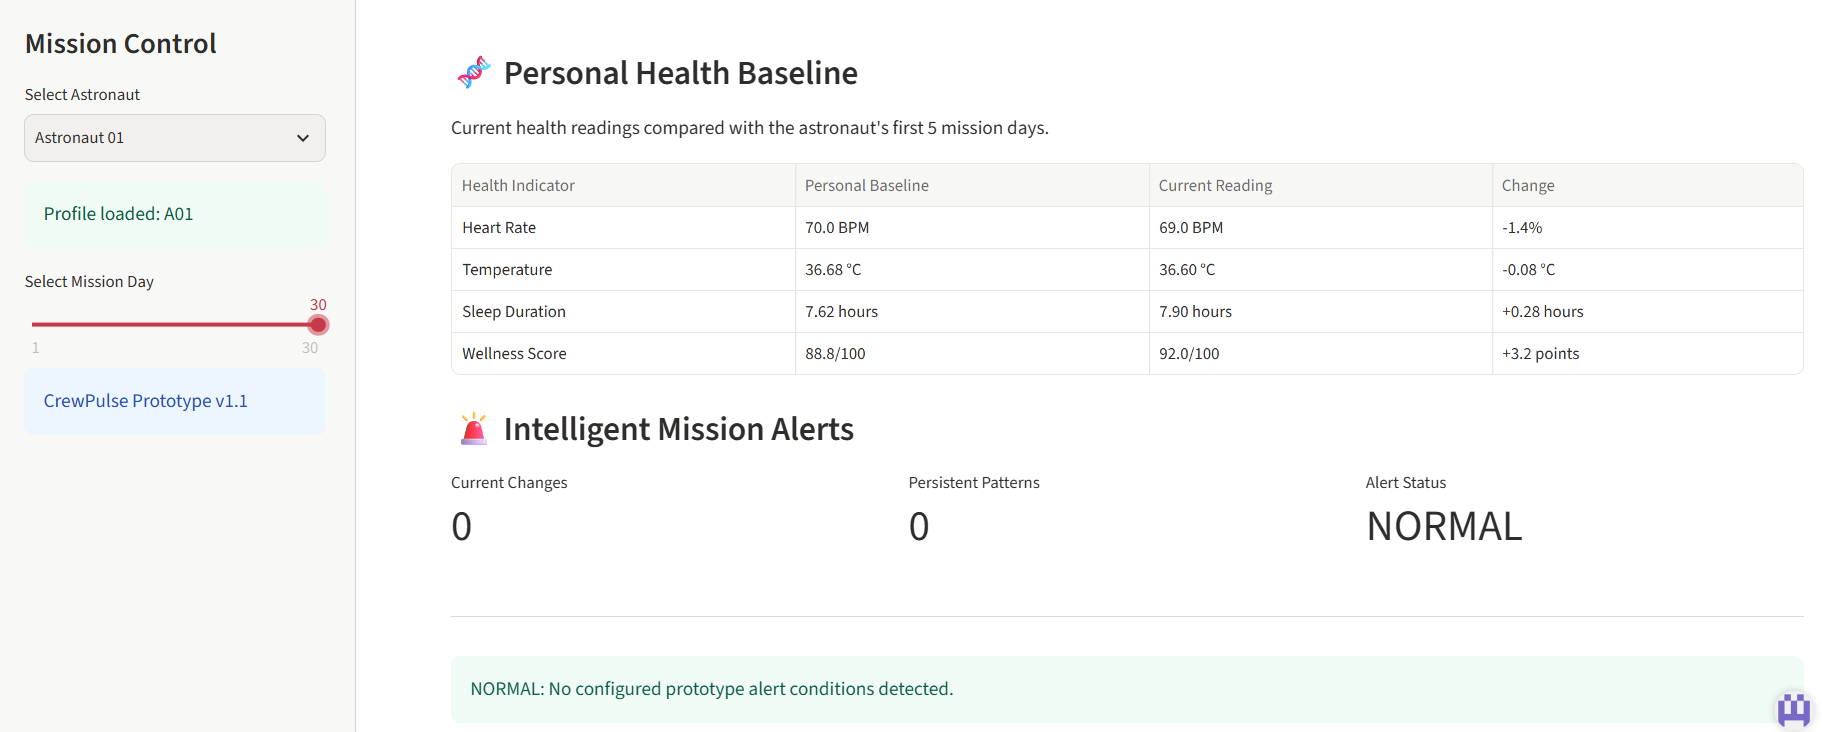 Mission Control
Select Astronaut
Astronaut 01
Profile loaded: A01
Select Mission Day
30
1 30
CrewPulse Prototype v1.1
🧬 Personal Health Baseline
Current health readings compared with the astronaut's first 5 mission days.
Health Indicator Personal Baseline Current Reading Change
Heart Rate 70.0 BPM 69.0 BPM -1.4%
Temperature 36.68 °C 36.60 °C -0.08 °C
Sleep Duration 7.62 hours 7.90 hours +0.28 hours
Wellness Score 88.8/100 92.0/100 +3.2 points
🚨 Intelligent Mission Alerts
Current Changes Persistent Patterns Alert Status
0 0 NORMAL
NORMAL: No configured prototype alert conditions detected.